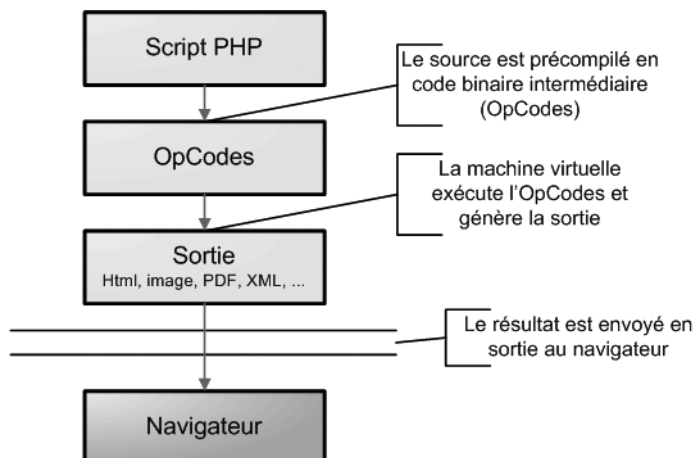 Script PHP
Le source est précompilé en
code binaire intermédiaire
(OpCodes)
OpCodes
La machine virtuelle
exécute l'OpCodes et
génère la sortie
Sortie
Html, image, PDF, XML, ...
Le résultat est envoyé en
sortie au navigateur
Navigateur